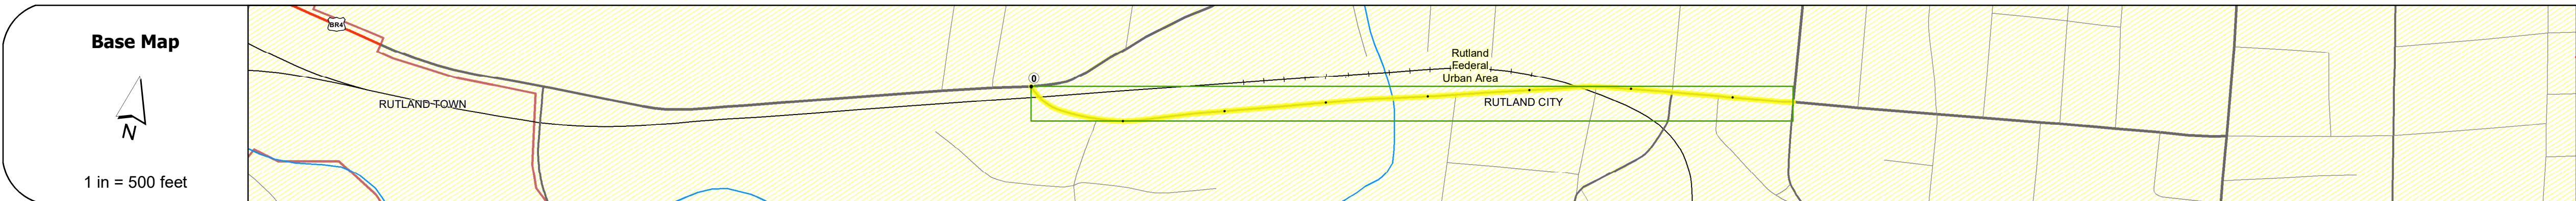 Base Map
N
1 in = 500 feet
BR4
RUTLAND TOWN
0
Rutland
Federal
Urban Area
RUTLAND CITY